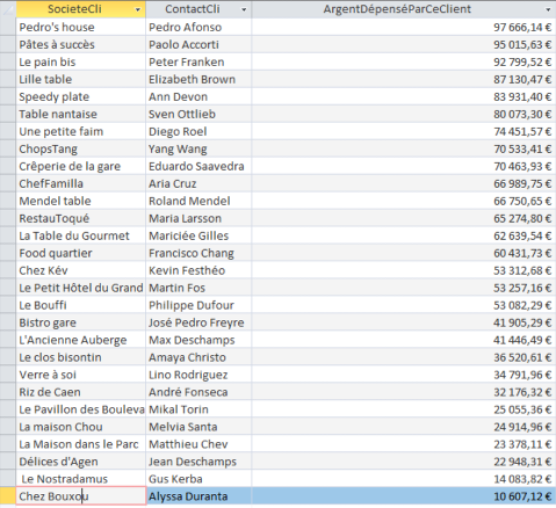 SocieteCli ContactCli ArgentDépenséParCeClient
Pedro's house Pedro Afonso 97 666,14 €
Pâtes à succès Paolo Accorti 95 015,63 €
Le pain bis Peter Franken 92 799,52 €
Lille table Elizabeth Brown 87 130,47 €
Speedy plate Ann Devon 83 931,40 €
Table nantaise Sven Ottlieb 80 073,30 €
Une petite faim Diego Roel 74 451,57 €
ChopsTang Yang Wang 70 533,41 €
Crêperie de la gare Eduardo Saavedra 70 463,93 €
ChefFamilla Aria Cruz 66 989,75 €
Mendel table Roland Mendel 66 750,65 €
RestauToqué Maria Larsson 65 274,80 €
La Table du Gourmet Mariciée Gilles 62 639,54 €
Food quartier Francisco Chang 60 431,73 €
Chez Kév Kevin Festhéo 53 312,68 €
Le Petit Hôtel du Grand Martin Fos 53 257,16 €
Le Bouffi Philippe Dufour 53 082,29 €
Bistro gare José Pedro Freyre 41 905,29 €
L'Ancienne Auberge Max Deschamps 41 446,49 €
Le clos bisontin Amaya Christo 36 520,61 €
Verre à soi Lino Rodriguez 34 791,96 €
Riz de Caen André Fonseca 32 176,32 €
Le Pavillon des Bouleva Mikal Torin 25 055,36 €
La maison Chou Melvia Santa 24 914,96 €
La Maison dans le Parc Matthieu Chev 23 378,11 €
Délices d'Agen Jean Deschamps 22 948,31 €
Le Nostradamus Gus Kerba 14 083,82 €
Chez Bouxou Alyssa Duranta 10 607,12 €